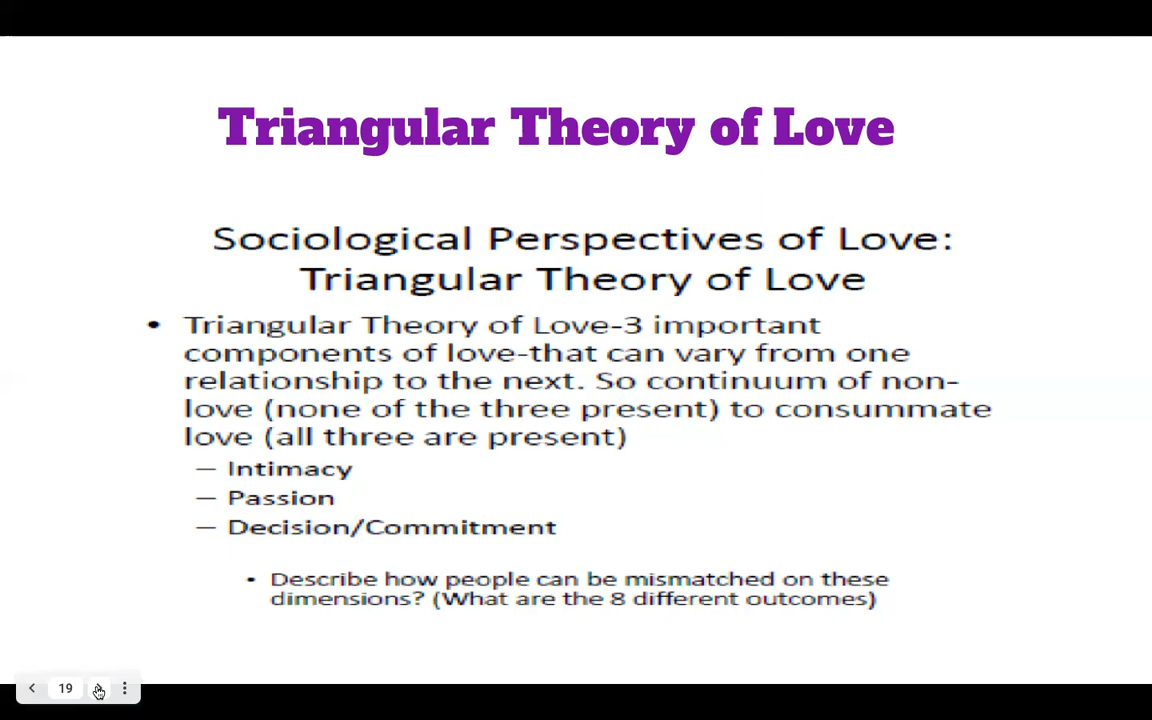 Triangular Theory of Love
Sociological Perspectives of Love:
Triangular Theory of Love
• Triangular Theory of Love-3 important
components of love-that can vary from one
relationship to the next. So continuum of non-
love (none of the three present) to consummate
love (all three are present)
– Intimacy
– Passion
– Decision/Commitment
• Describe how people can be mismatched on these
dimensions? (What are the 8 different outcomes)
19